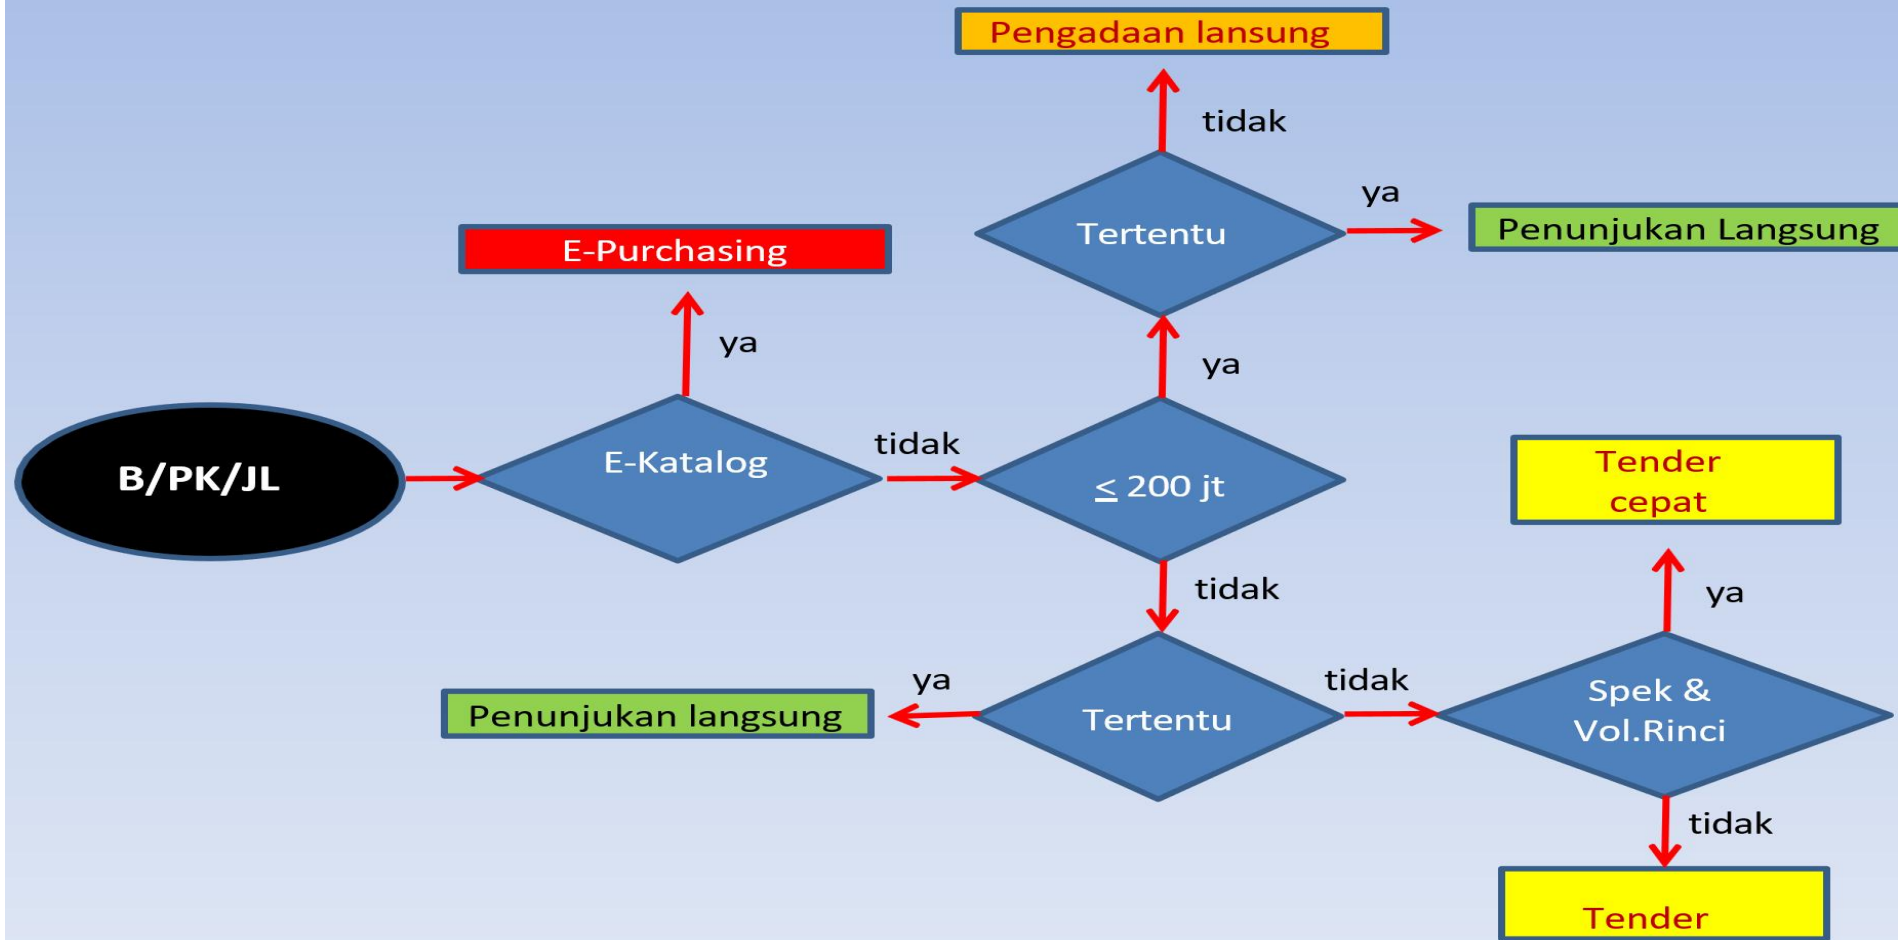 Pengadaan lansung
tidak
ya
Tertentu
Penunjukan Langsung
E-Purchasing
ya
ya
B/PK/JL
E-Katalog
tidak
≤ 200 jt
Tender
cepat
tidak
ya
ya
Penunjukan langsung
Tertentu
tidak
Spek &
Vol.Rinci
tidak
Tender